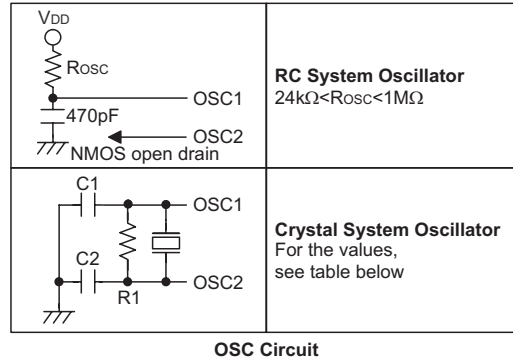 VDD
ROSC
470pF
OSC1
OSC2
NMOS open drain
RC System Oscillator
24kΩ<ROSC<1MΩ
C1
OSC1
C2
R1
OSC2
Crystal System Oscillator
For the values,
see table below
OSC Circuit